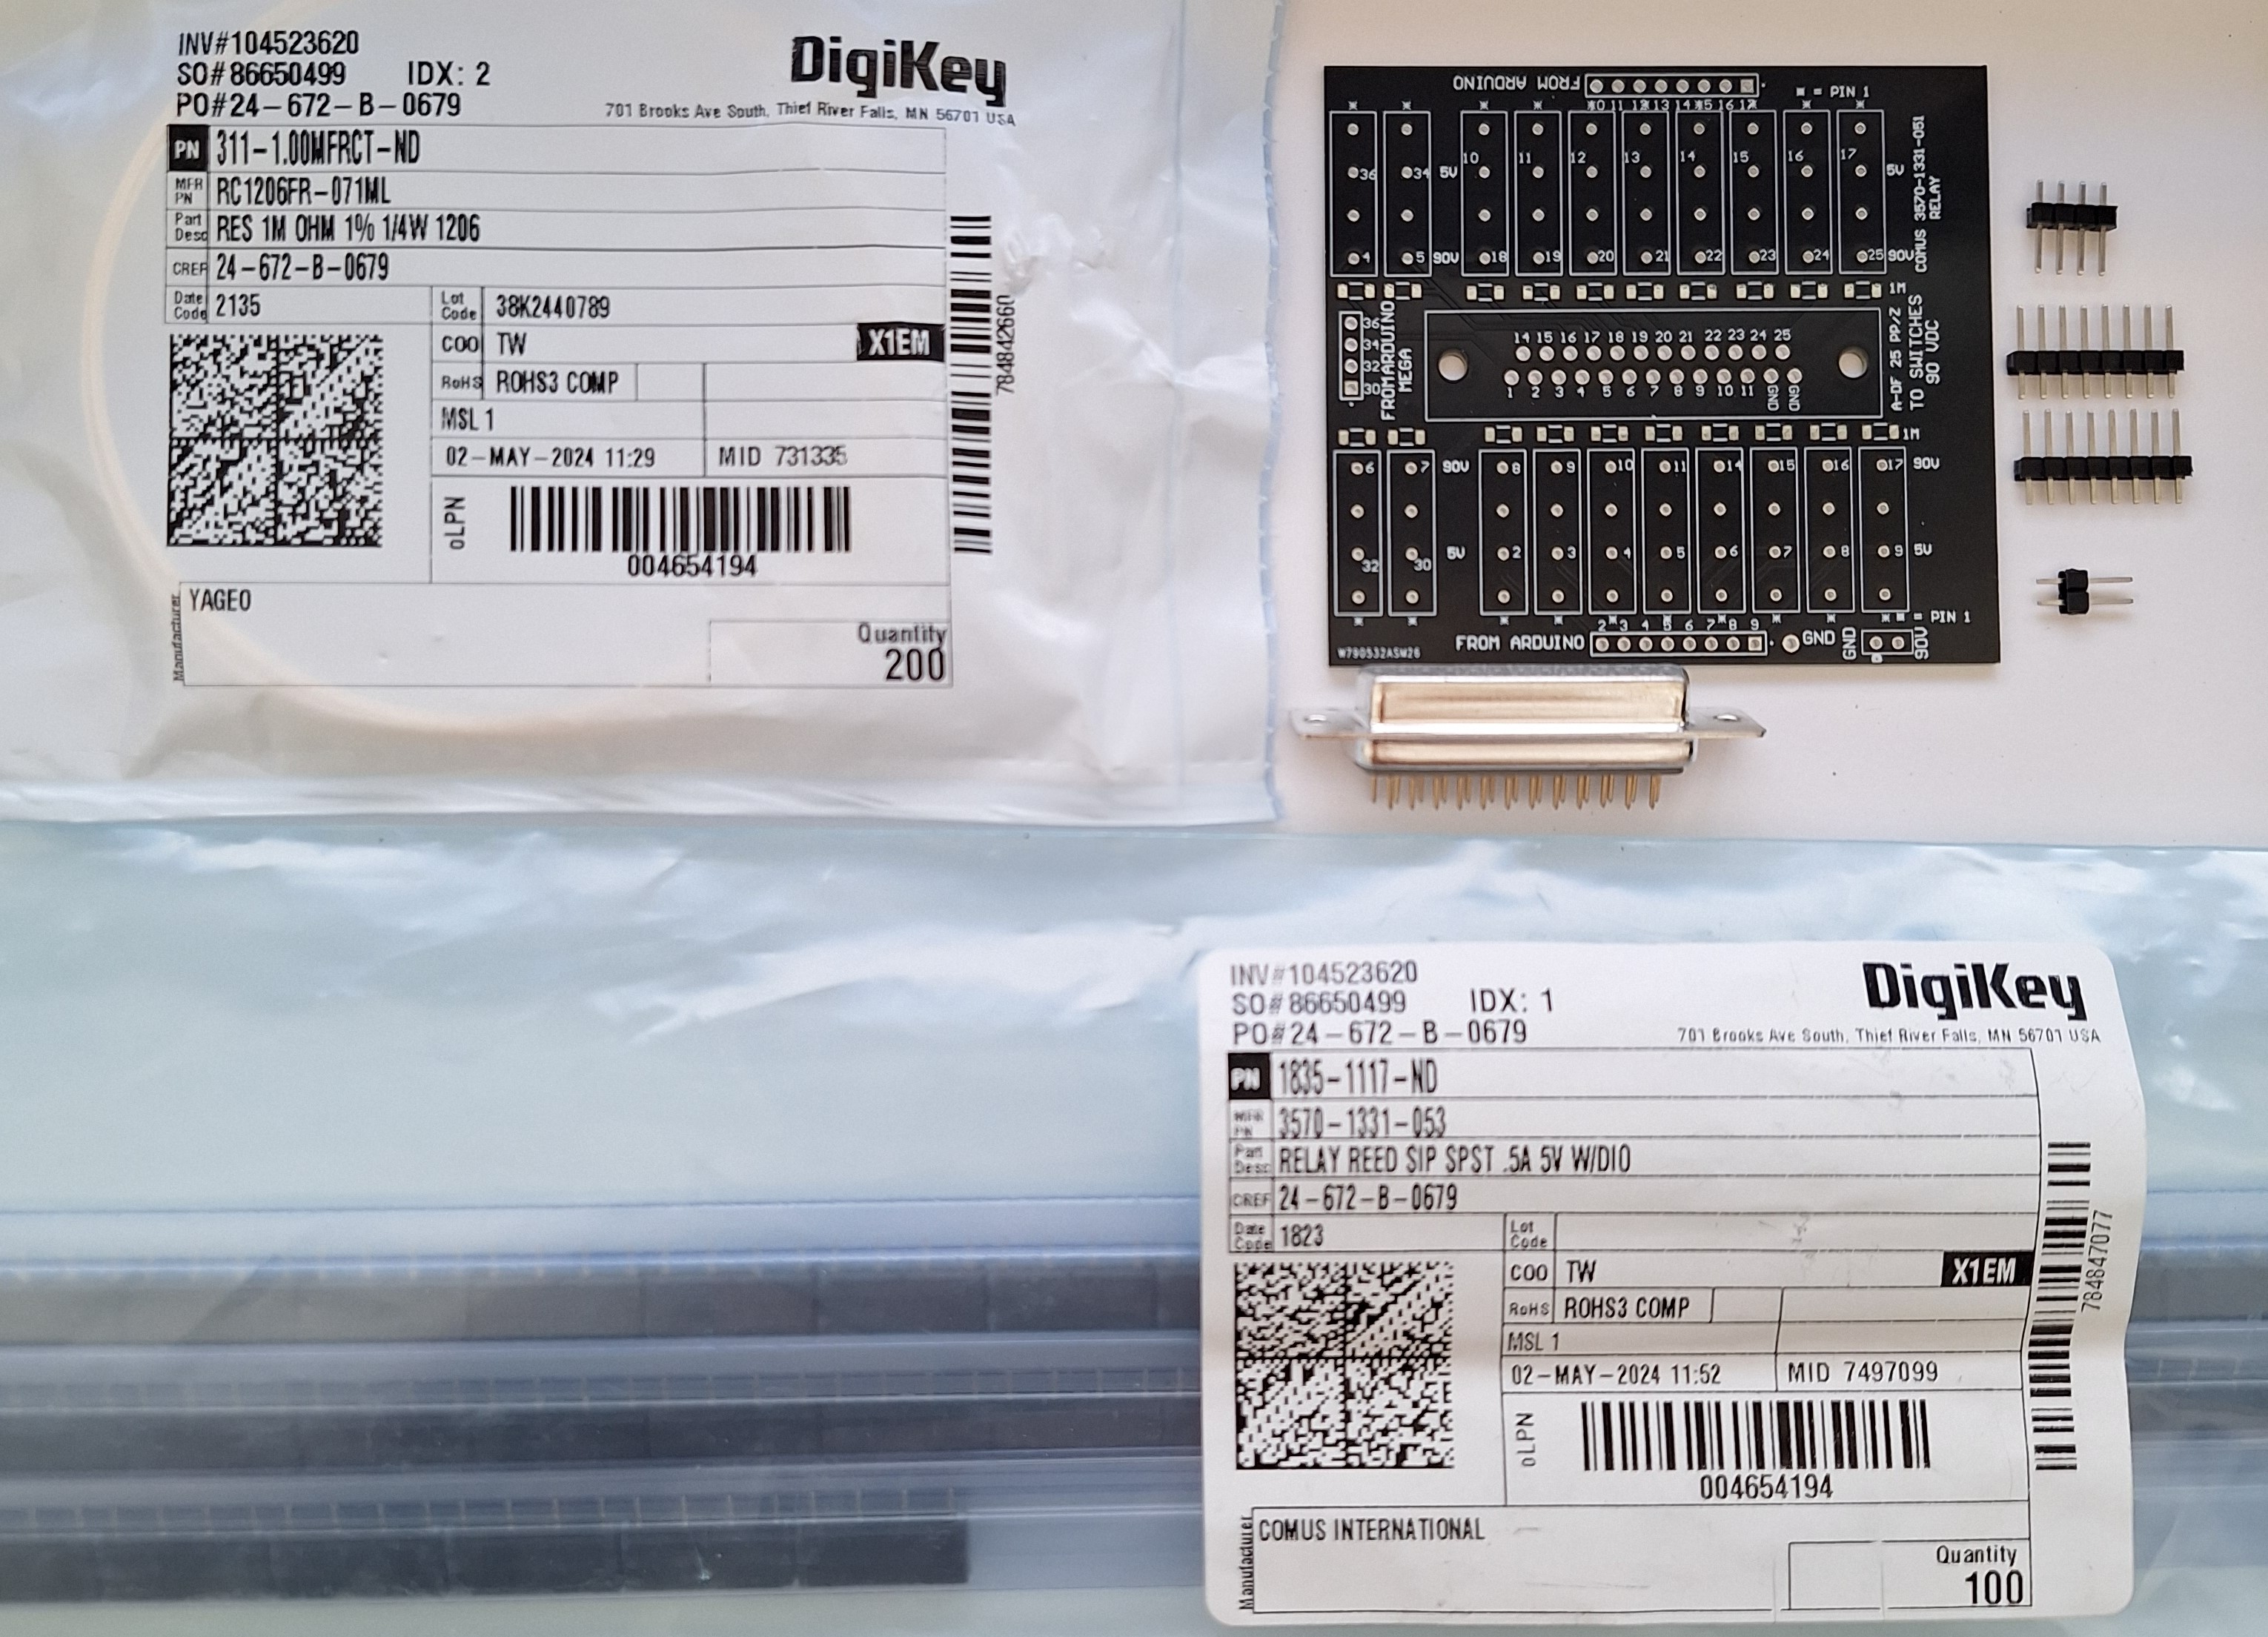 INV#104523620
SO#86650499 IDX: 2
PO#24-672-B-0679
DigiKey
701 Brooks Ave South, Thief River Falls, MN 56701 USA
PN 311-1.00MFRCT-ND
MFR PN RC1206FR-071ML
Part Desc RES 1M OHM 1% 1/4W 1206
CREF 24-672-B-0679
Date Code 2135
Lot Code 38K2440789
COO TW
X1EM
RoHS ROHS3 COMP
MSL 1
02-MAY-2024 11:29 MID 731335
oLPN
004654194
784842660
Manufacturer YAGEO
Quantity
200
FROM ARDUINO
10 11 12 13 14 15 16 17
= PIN 1
36 34 5V 10 11 12 13 14 15 16 17 5V
4 5 90V 18 19 20 21 22 23 24 25 90V
COMUS 3570-1331-051
RELAY
1M
36
34
32
30
FROMARDUINO
MEGA
14 15 16 17 18 19 20 21 22 23 24 25
1 2 3 4 5 6 7 8 9 10 11 GND GND
A-DF 25 PP/Z
TO SWITCHES
90 VDC
1M
6 7 90V 8 9 10 11 14 15 16 17 90V
32 30 5V 2 3 4 5 6 7 8 9 5V
= PIN 1
2 3 4 5 6 7 8 9
W790532ASW26
FROM ARDUINO
GND
GND
90V
INV#104523620
SO#86650499 IDX: 1
PO#24-672-B-0679
DigiKey
701 Brooks Ave South, Thief River Falls, MN 56701 USA
PN 1835-1117-ND
MFR PN 3570-1331-053
Part Desc RELAY REED SIP SPST .5A 5V W/DIO
CREF 24-672-B-0679
Date Code 1823
Lot Code
COO TW
X1EM
RoHS ROHS3 COMP
MSL 1
02-MAY-2024 11:52 MID 7497099
oLPN
004654194
784847077
Manufacturer COMUS INTERNATIONAL
Quantity
100